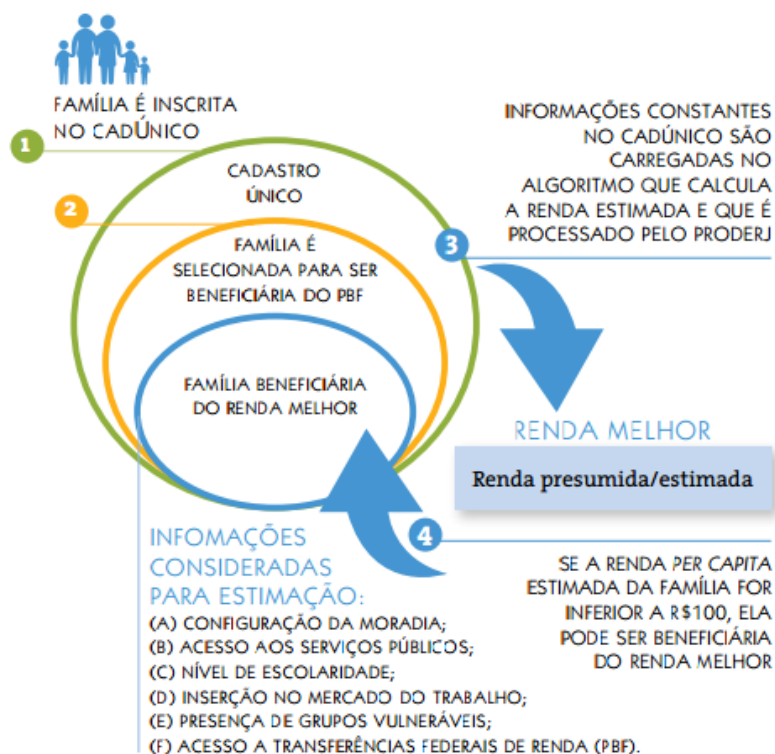 FAMÍLIA É INSCRITA
NO CADÚNICO
1
CADASTRO
ÚNICO
2
FAMÍLIA É
SELECIONADA PARA SER
BENEFICIÁRIA DO PBF
FAMÍLIA BENEFICIÁRIA
DO RENDA MELHOR
INFORMAÇÕES CONSTANTES
NO CADÚNICO SÃO
CARREGADAS NO
ALGORITMO QUE CALCULA
A RENDA ESTIMADA E QUE É
PROCESSADO PELO PRODERJ
3
RENDA MELHOR
Renda presumida/estimada
4
SE A RENDA PER CAPITA
ESTIMADA DA FAMÍLIA FOR
INFERIOR A R$100, ELA
PODE SER BENEFICIÁRIA
DO RENDA MELHOR
INFOMAÇÕES
CONSIDERADAS
PARA ESTIMAÇÃO:
(A) CONFIGURAÇÃO DA MORADIA;
(B) ACESSO AOS SERVIÇOS PÚBLICOS;
(C) NÍVEL DE ESCOLARIDADE;
(D) INSERÇÃO NO MERCADO DO TRABALHO;
(E) PRESENÇA DE GRUPOS VULNERÁVEIS;
(F) ACESSO A TRANSFERÊNCIAS FEDERAIS DE RENDA (PBF).